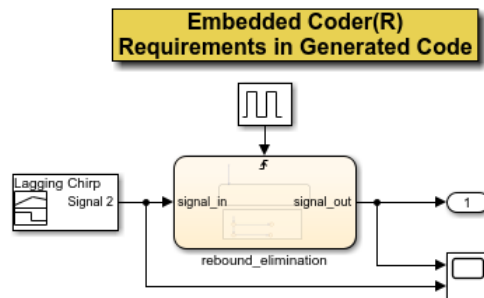 Embedded Coder(R)
Requirements in Generated Code
Lagging Chirp
Signal 2
signal_in
signal_out
1
rebound_elimination